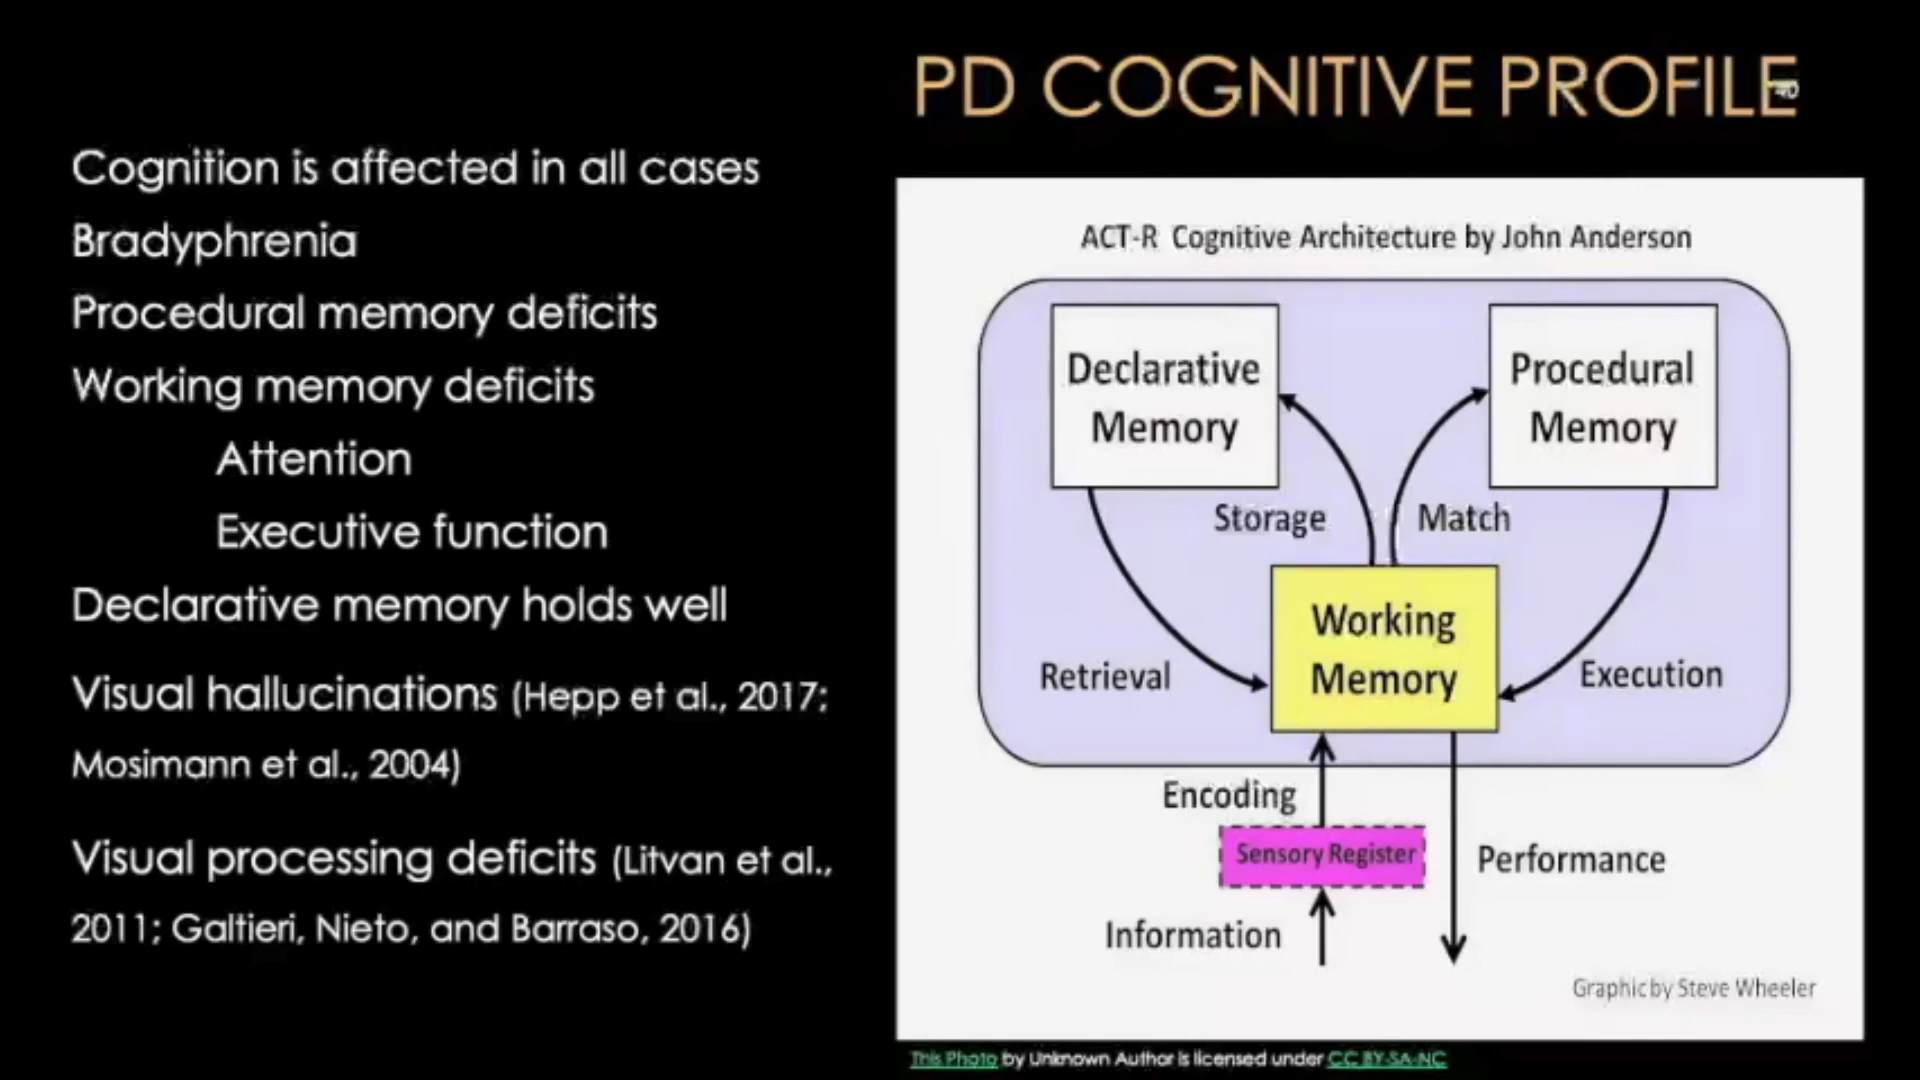 PD COGNITIVE PROFILE
40
Cognition is affected in all cases
Bradyphrenia
Procedural memory deficits
Working memory deficits
Attention
Executive function
Declarative memory holds well
Visual hallucinations (Hepp et al., 2017;
Mosimann et al., 2004)
Visual processing deficits (Litvan et al.,
2011; Galtieri, Nieto, and Barraso, 2016)
ACT-R Cognitive Architecture by John Anderson
Declarative
Memory
Procedural
Memory
Storage
Match
Working
Memory
Retrieval
Execution
Encoding
Sensory Register
Performance
Information
Graphic by Steve Wheeler
This Photo by Unknown Author is licensed under CC BY-SA-NC